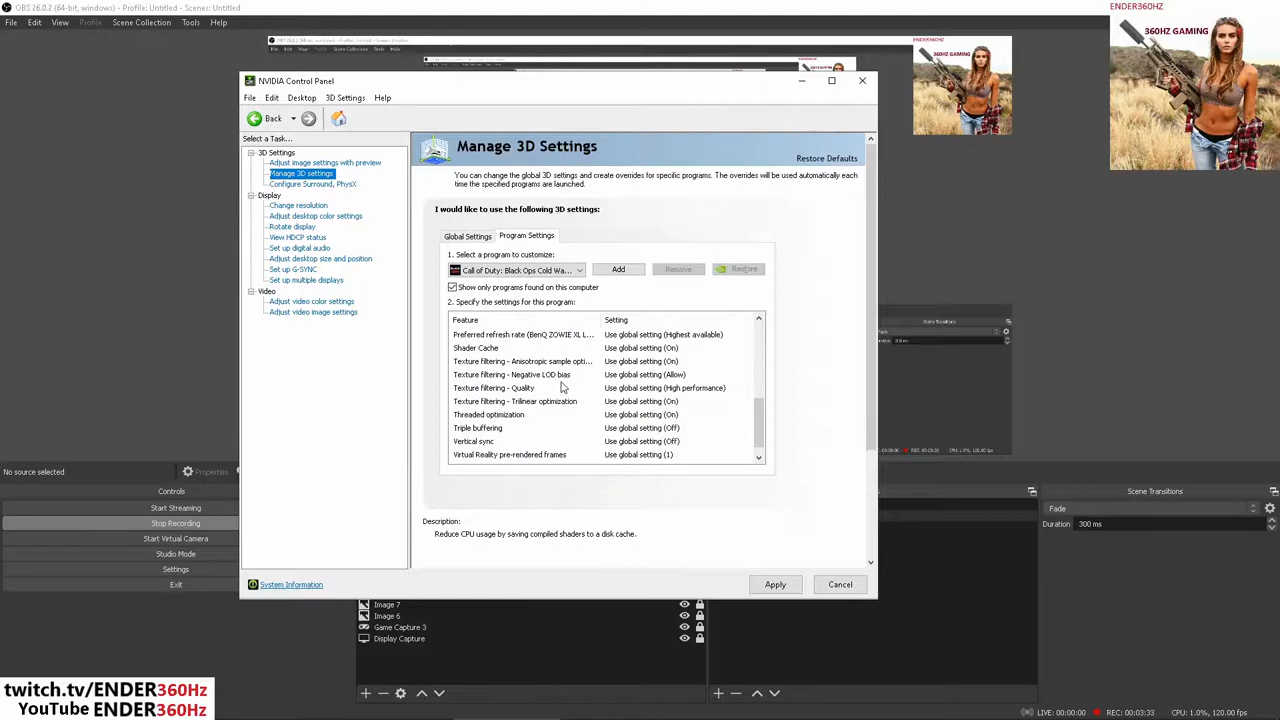 OBS 26.0.2 (64-bit, windows) - Profile: Untitled - Scenes: Untitled
File Edit View Profile Scene Collection Tools Help
ENDER360HZ
360HZ GAMING
ENDER360HZ
360HZ GAMING
NVIDIA Control Panel
File Edit Desktop 3D Settings Help
Back
Select a Task...
3D Settings
Adjust image settings with preview
Manage 3D settings
Configure Surround, PhysX
Display
Change resolution
Adjust desktop color settings
Rotate display
View HDCP status
Set up digital audio
Adjust desktop size and position
Set up G-SYNC
Set up multiple displays
Video
Adjust video color settings
Adjust video image settings
System Information
Manage 3D Settings
Restore Defaults
You can change the global 3D settings and create overrides for specific programs. The overrides will be used automatically each
time the specified programs are launched.
I would like to use the following 3D settings:
Global Settings Program Settings
1. Select a program to customize:
Call of Duty: Black Ops Cold Wa... Add Remove Restore
Show only programs found on this computer
2. Specify the settings for this program:
Feature Setting
Preferred refresh rate (BenQ ZOWIE XL L... Use global setting (Highest available)
Shader Cache Use global setting (On)
Texture filtering - Anisotropic sample opti... Use global setting (On)
Texture filtering - Negative LOD bias Use global setting (Allow)
Texture filtering - Quality Use global setting (High performance)
Texture filtering - Trilinear optimization Use global setting (On)
Threaded optimization Use global setting (On)
Triple buffering Use global setting (Off)
Vertical sync Use global setting (Off)
Virtual Reality pre-rendered frames Use global setting (1)
Description:
Reduce CPU usage by saving compiled shaders to a disk cache.
Apply Cancel
No source selected Properties
Controls
Start Streaming
Stop Recording
Start Virtual Camera
Studio Mode
Settings
Exit
Image 7
Image 6
Game Capture 3
Display Capture
Scene Transitions
Fade
Duration 300 ms
twitch.tv/ENDER360Hz
YouTube ENDER360Hz
LIVE: 00:00:00 REC: 00:03:33 CPU: 1.0%, 120.00 fps